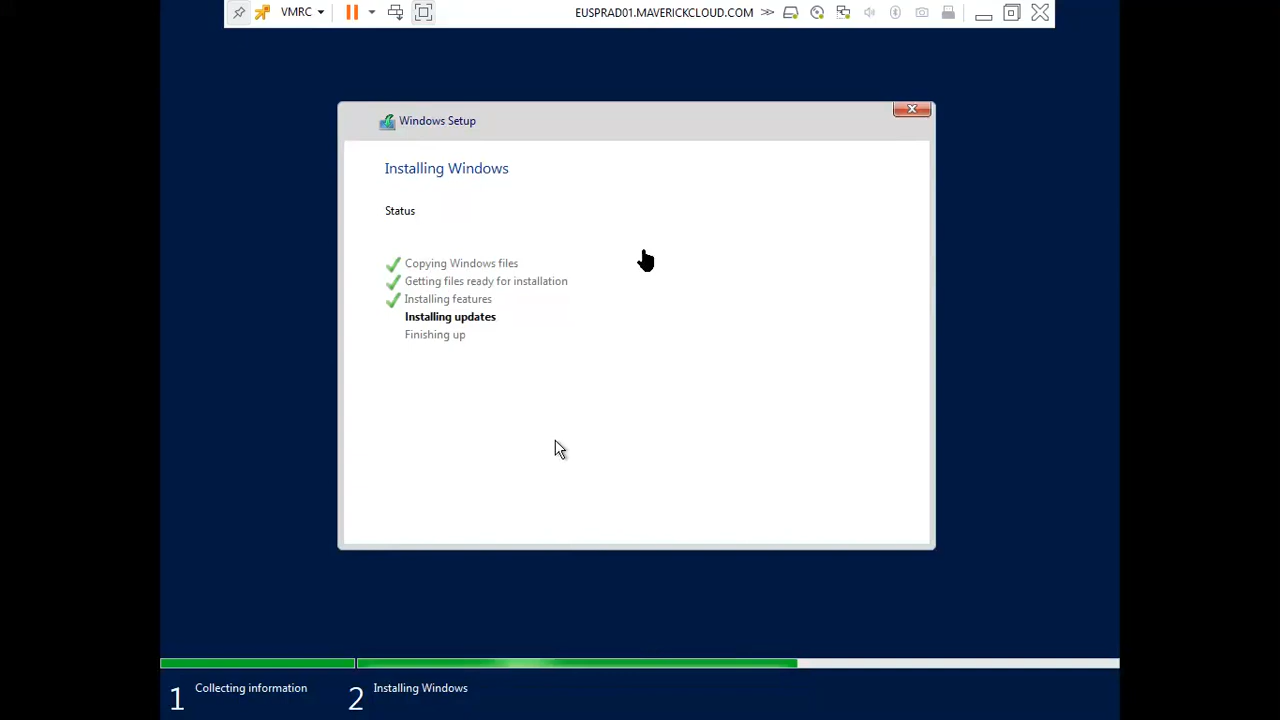 VMRC
EUSPRAD01.MAVERICKCLOUD.COM
Windows Setup
Installing Windows
Status
Copying Windows files
Getting files ready for installation
Installing features
Installing updates
Finishing up
1 Collecting information
2 Installing Windows